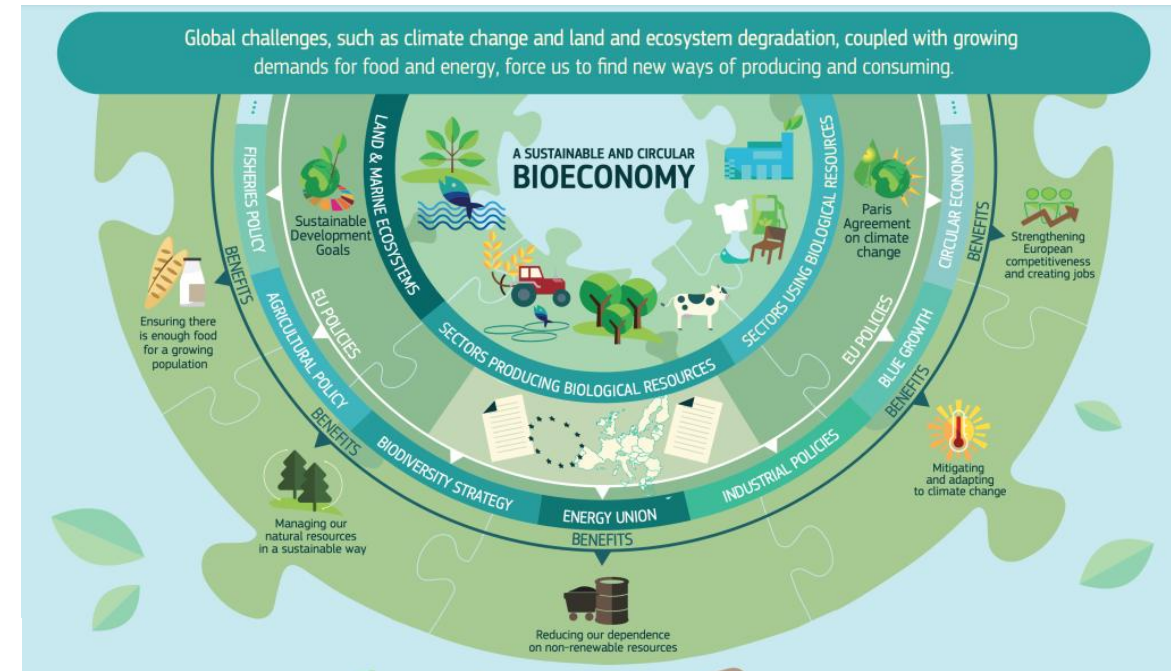 Global challenges, such as climate change and land and ecosystem degradation, coupled with growing
demands for food and energy, force us to find new ways of producing and consuming.
A SUSTAINABLE AND CIRCULAR
BIOECONOMY
LAND & MARINE ECOSYSTEMS
SECTORS PRODUCING BIOLOGICAL RESOURCES
SECTORS USING BIOLOGICAL RESOURCES
Sustainable
Development
Goals
Paris
Agreement
on climate
change
EU POLICIES
EU POLICIES
...
FISHERIES POLICY
AGRICULTURAL POLICY
BIODIVERSITY STRATEGY
ENERGY UNION
INDUSTRIAL POLICIES
BLUE GROWTH
CIRCULAR ECONOMY
...
BENEFITS
Ensuring there
is enough food
for a growing
population
BENEFITS
Managing our
natural resources
in a sustainable way
BENEFITS
Reducing our dependence
on non-renewable resources
BENEFITS
Mitigating
and adapting
to climate change
BENEFITS
Strengthening
European
competitiveness
and creating jobs